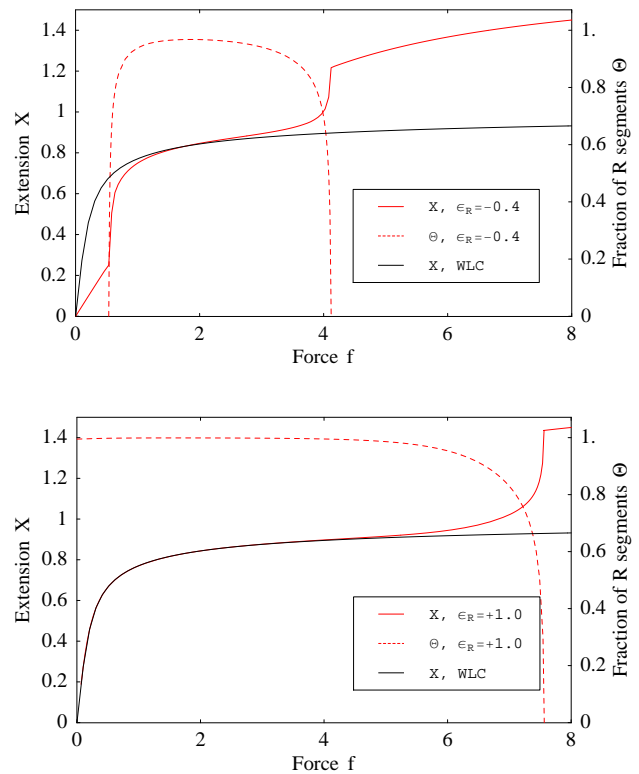 1.4
1.2
1
0.8
0.6
0.4
0.2
0
Extension X
1.
0.8
0.6
0.4
0.2
0
Fraction of R segments Θ
X, ϵR=-0.4
Θ, ϵR=-0.4
X, WLC
0 2 4 6 8
Force f
1.4
1.2
1
0.8
0.6
0.4
0.2
0
Extension X
1.
0.8
0.6
0.4
0.2
0
Fraction of R segments Θ
X, ϵR=+1.0
Θ, ϵR=+1.0
X, WLC
0 2 4 6 8
Force f